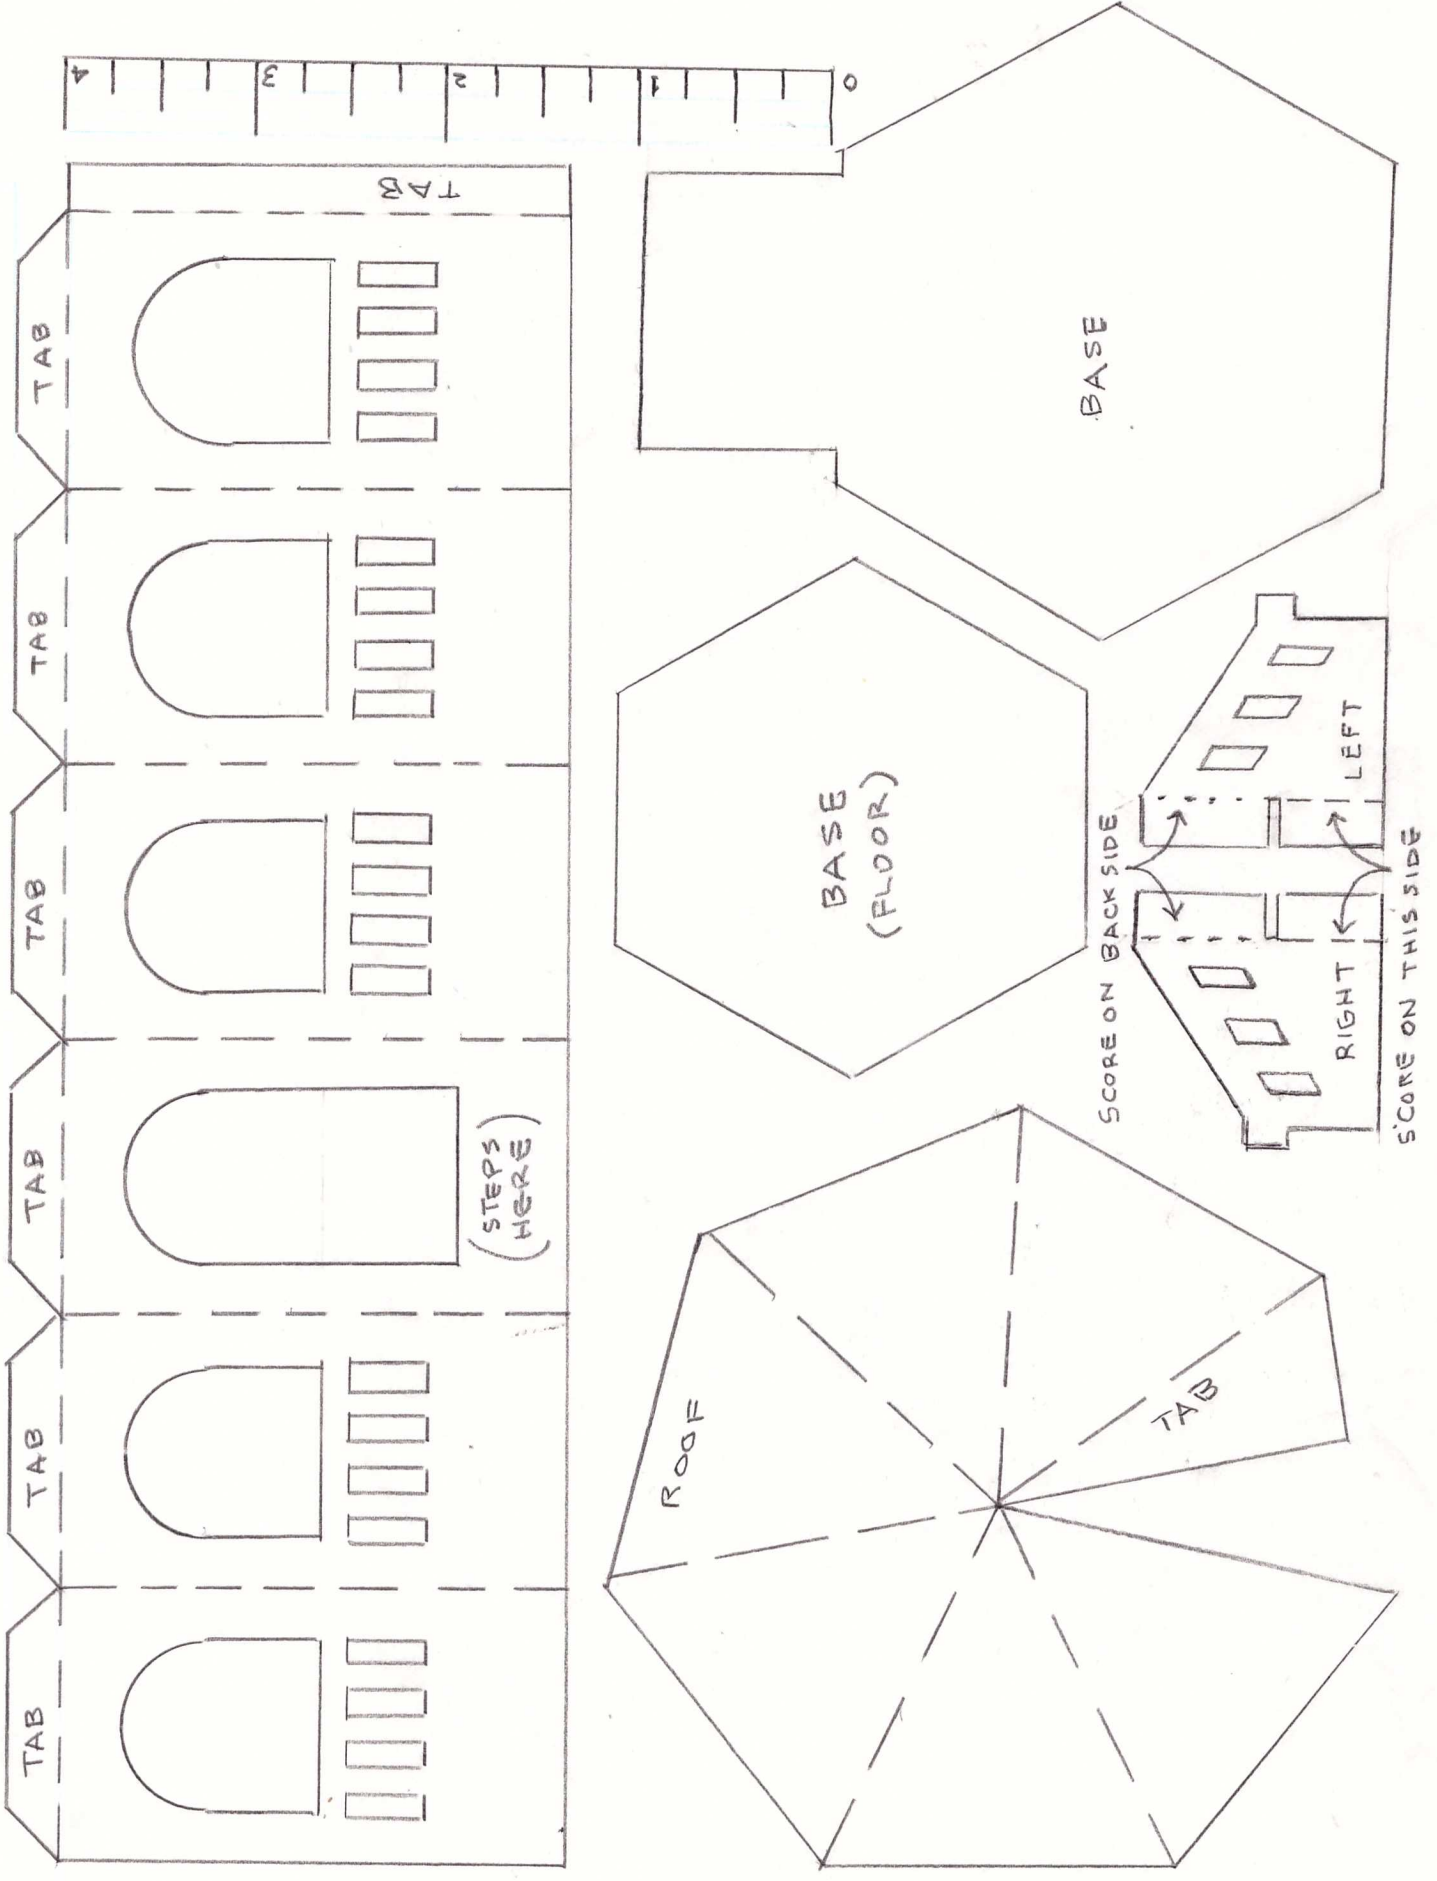 4 3 2 1 0
TAB
TAB
TAB
TAB
TAB
TAB
TAB
(STEPS
HERE)
BASE
BASE
(FLOOR)
SCORE ON BACK SIDE
LEFT
RIGHT
SCORE ON THIS SIDE
ROOF
TAB